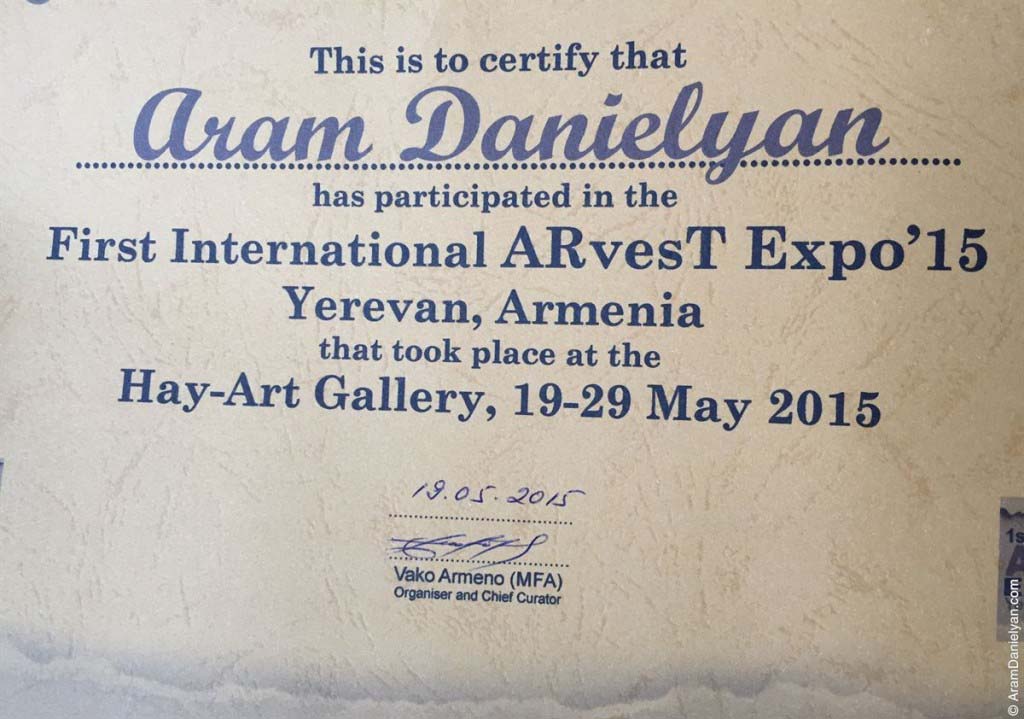 This is to certify that
Aram Danielyan
has participated in the
First International ARvesT Expo’15
Yerevan, Armenia
that took place at the
Hay-Art Gallery, 19-29 May 2015
19.05.2015
Vako Armeno (MFA)
Organiser and Chief Curator
1s
© AramDanielyan.com